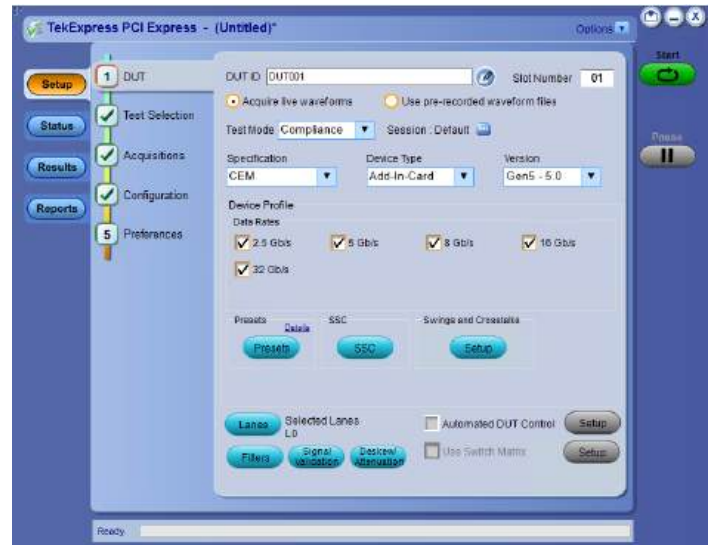 TekExpress PCI Express - (Untitled)*
Options
Start
Setup
Status
Results
Reports
1 DUT
Test Selection
Acquisitions
Configuration
5 Preferences
DUT ID DUT001
Slot Number 01
Acquire live waveforms
Use pre-recorded waveform files
Test Mode Compliance
Session : Default
Specification
Device Type
Version
CEM
Add-In-Card
Gen5 - 5.0
Device Profile
Data Rates
2.5 Gb/s
5 Gb/s
8 Gb/s
16 Gb/s
32 Gb/s
Presets
Details
SSC
Swings and Crosstalks
Presets
SSC
Setup
Lanes
Selected Lanes
L0
Automated DUT Control
Setup
Filters
Signal Validation
Deskew/ Attenuation
Use Switch Matrix
Setup
Pause
Ready